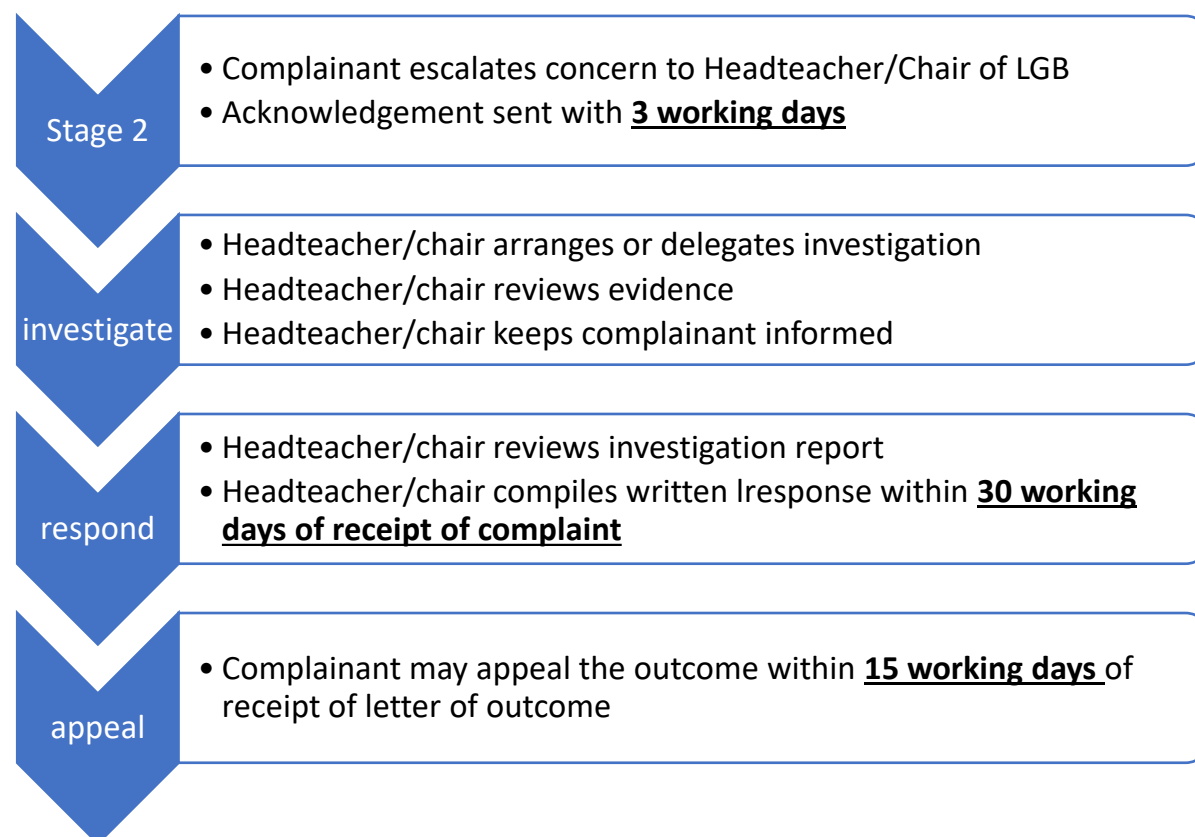 Stage 2
• Complainant escalates concern to Headteacher/Chair of LGB
• Acknowledgement sent with 3 working days
investigate
• Headteacher/chair arranges or delegates investigation
• Headteacher/chair reviews evidence
• Headteacher/chair keeps complainant informed
respond
• Headteacher/chair reviews investigation report
• Headteacher/chair compiles written lresponse within 30 working
days of receipt of complaint
appeal
• Complainant may appeal the outcome within 15 working days of
receipt of letter of outcome